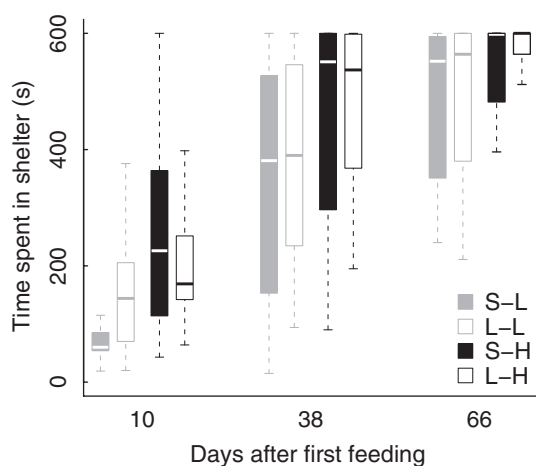 600
400
200
0
Time spent in shelter (s)
S–L
L–L
S–H
L–H
10 38 66
Days after first feeding